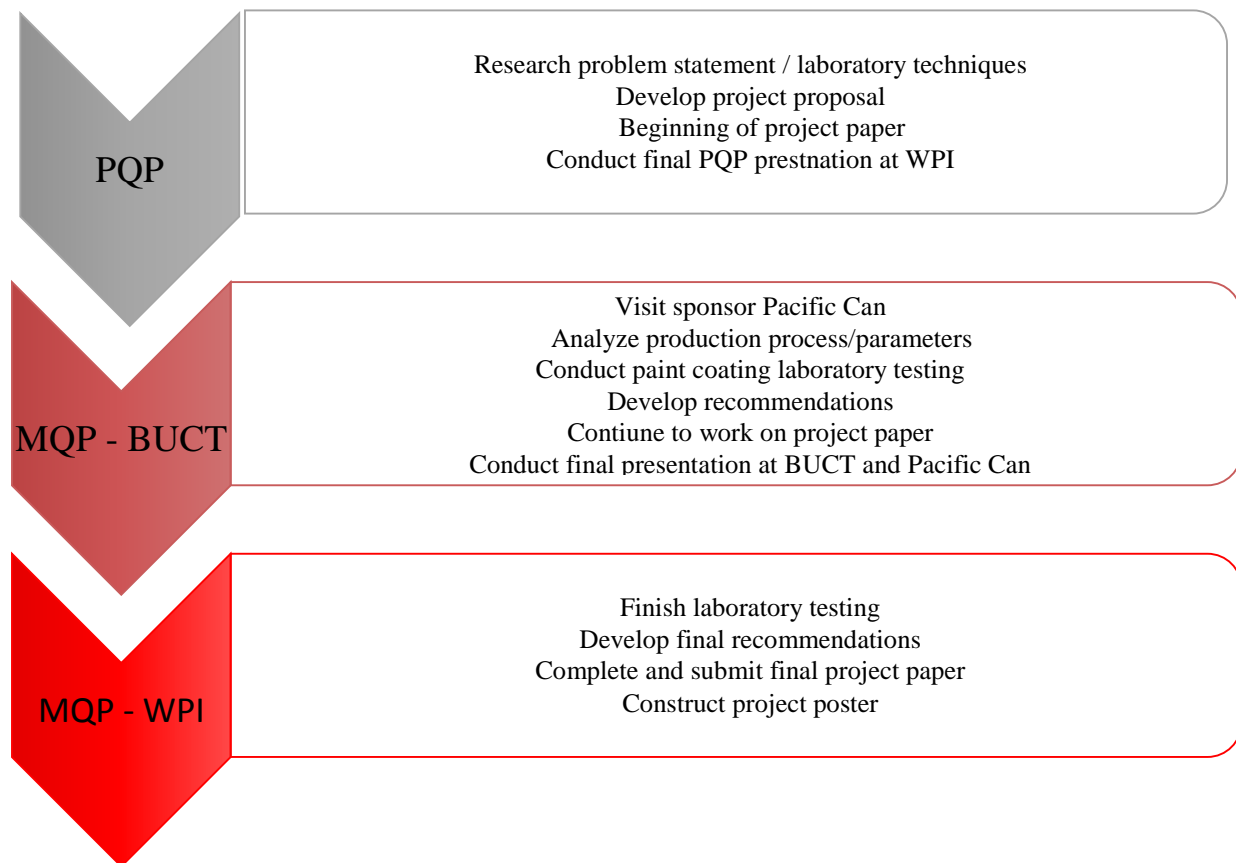 PQP
Research problem statement / laboratory techniques
Develop project proposal
Beginning of project paper
Conduct final PQP prestnation at WPI
MQP - BUCT
Visit sponsor Pacific Can
Analyze production process/parameters
Conduct paint coating laboratory testing
Develop recommendations
Contiune to work on project paper
Conduct final presentation at BUCT and Pacific Can
MQP - WPI
Finish laboratory testing
Develop final recommendations
Complete and submit final project paper
Construct project poster